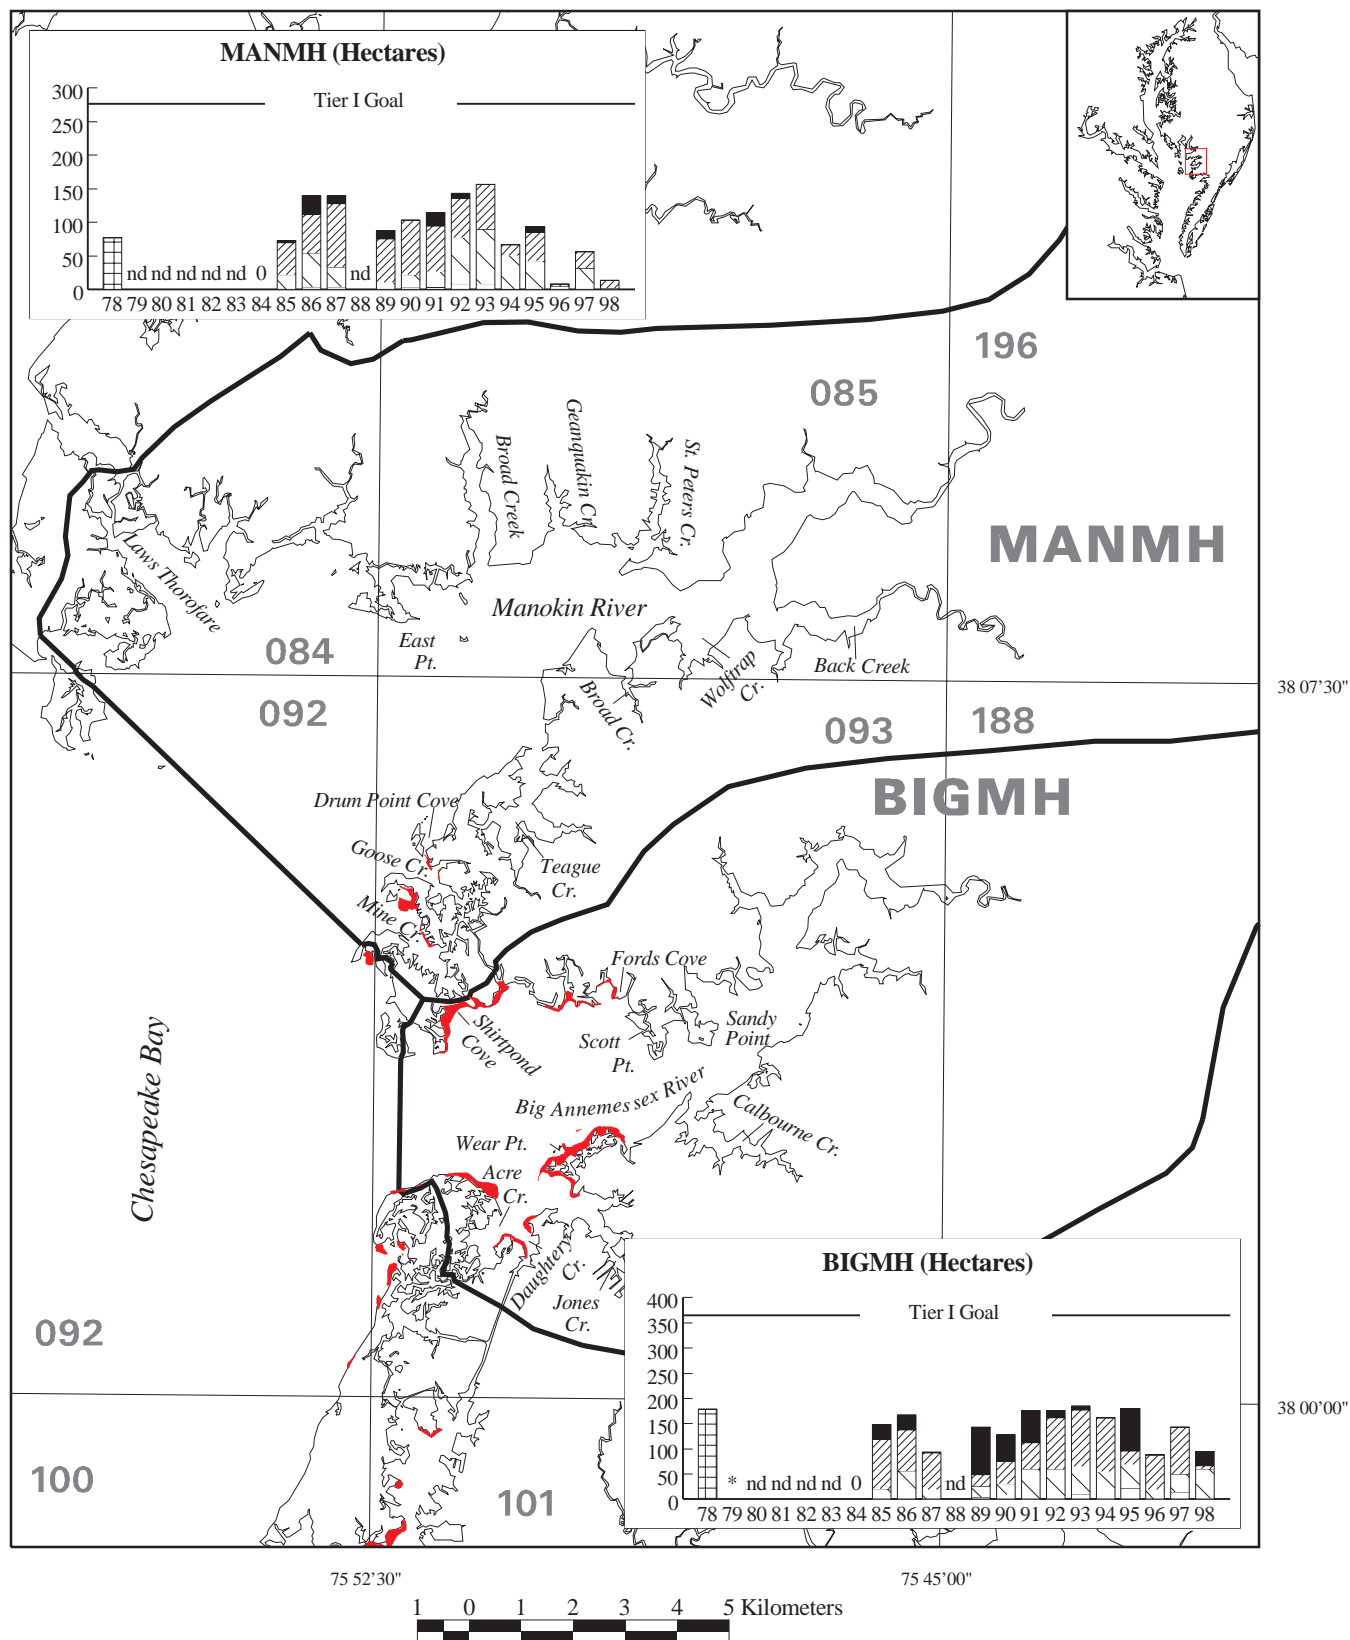 MANMH (Hectares)
Tier I Goal
300
250
200
150
100
50
0
nd nd nd nd nd 0 nd
78 79 80 81 82 83 84 85 86 87 88 89 90 91 92 93 94 95 96 97 98
196
085
Broad Creek
Geanquakin Cr.
St. Peters Cr.
MANMH
Laws Thorofare
Manokin River
East
Pt.
084
Wolftrap
Cr.
Back Creek
38 07'30"
Broad Cr.
092
093
188
BIGMH
Drum Point Cove
Goose Cr.
Teague
Cr.
Mine Cr.
Fords Cove
Shirtpond
Cove
Scott
Pt.
Sandy
Point
Chesapeake Bay
Big Annemessex River
Calbourne Cr.
Wear Pt.
Acre
Cr.
Daughtery
Cr.
Jones
Cr.
092
BIGMH (Hectares)
Tier I Goal
400
350
300
250
200
150
100
50
0
* nd nd nd nd 0 nd
78 79 80 81 82 83 84 85 86 87 88 89 90 91 92 93 94 95 96 97 98
38 00'00"
100
101
75 52'30"
75 45'00"
1 0 1 2 3 4 5 Kilometers